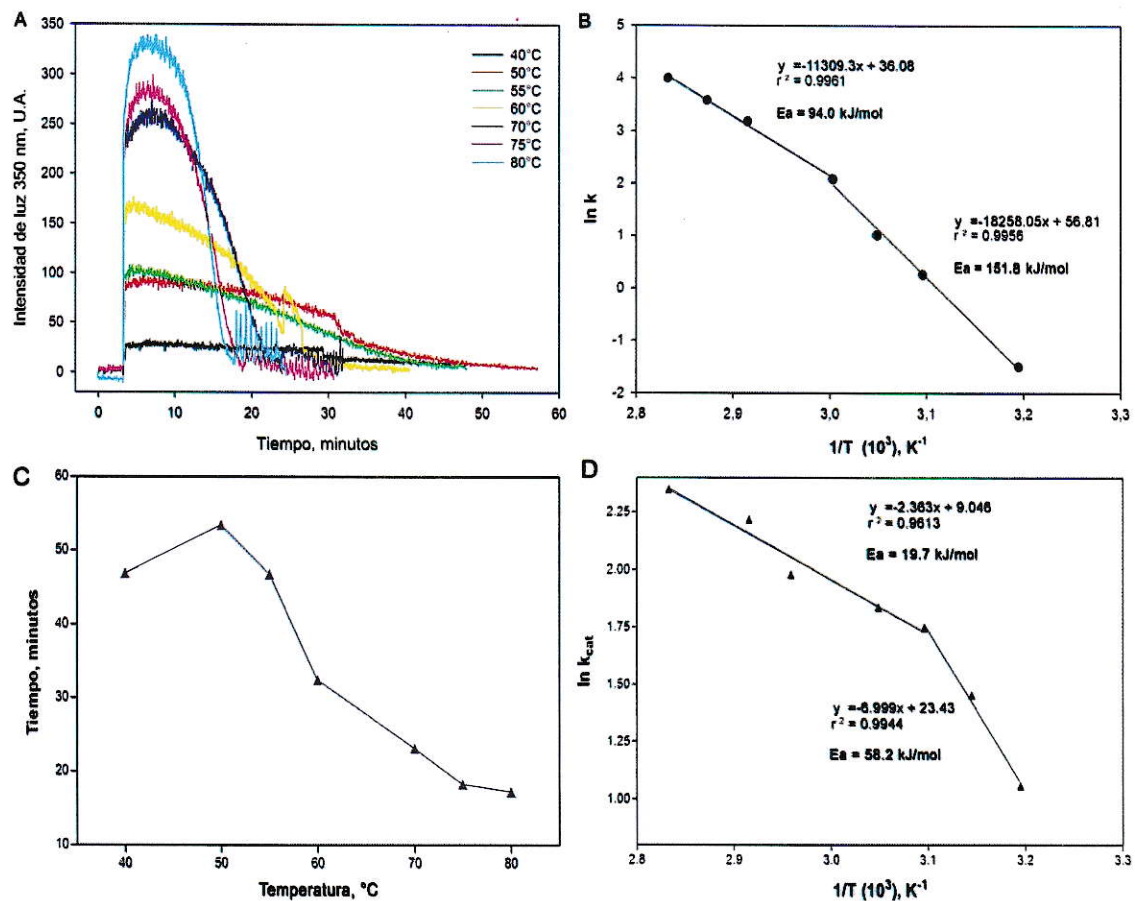 A
Intensidad de luz 350 nm, U.A.
350
300
250
200
150
100
50
0
40°C
50°C
55°C
60°C
70°C
75°C
80°C
0
10
20
30
40
50
60
Tiempo, minutos
B
ln k
5
4
3
2
1
0
-1
-2
y =-11309.3x + 36.08
r ² = 0.9961
Ea = 94.0 kJ/mol
y =-18258.05x + 56.81
r ² = 0.9956
Ea = 151.8 kJ/mol
2,8
2,9
3,0
3,1
3,2
3,3
1/T (10³), K⁻¹
C
Tiempo, minutos
60
50
40
30
20
10
40
50
60
70
80
Temperatura, °C
D
ln kcat
2.25
2.00
1.75
1.50
1.25
1.00
y =-2.363x + 9.046
r ² = 0.9613
Ea = 19.7 kJ/mol
y =-6.999x + 23.43
r ² = 0.9944
Ea = 58.2 kJ/mol
2.8
2.9
3.0
3.1
3.2
3.3
1/T (10³), K⁻¹